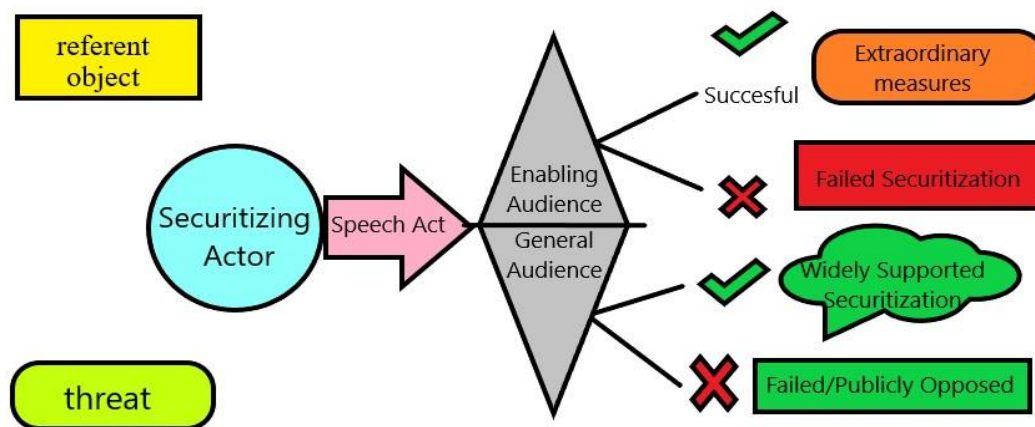 referent
object
Securitizing
Actor
Speech Act
threat
Enabling
Audience
General
Audience
Succesful
Extraordinary
measures
Failed Securitization
Widely Supported
Securitization
Failed/Publicly Opposed